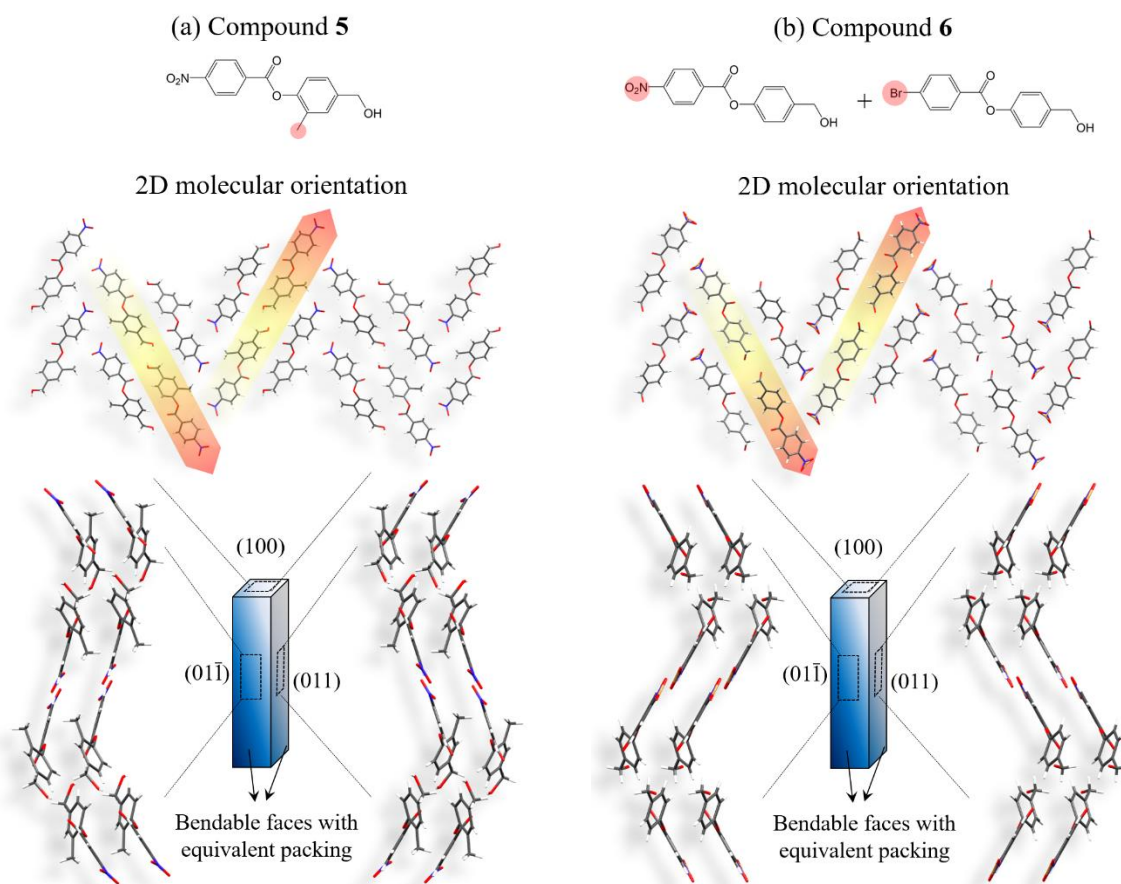 (a) Compound 5
(b) Compound 6
O₂N
O
O
OH
O₂N
O
O
OH
+
Br
O
O
OH
2D molecular orientation
2D molecular orientation
(100)
(011̅)
(011)
Bendable faces with
equivalent packing
(100)
(011̅)
(011)
Bendable faces with
equivalent packing